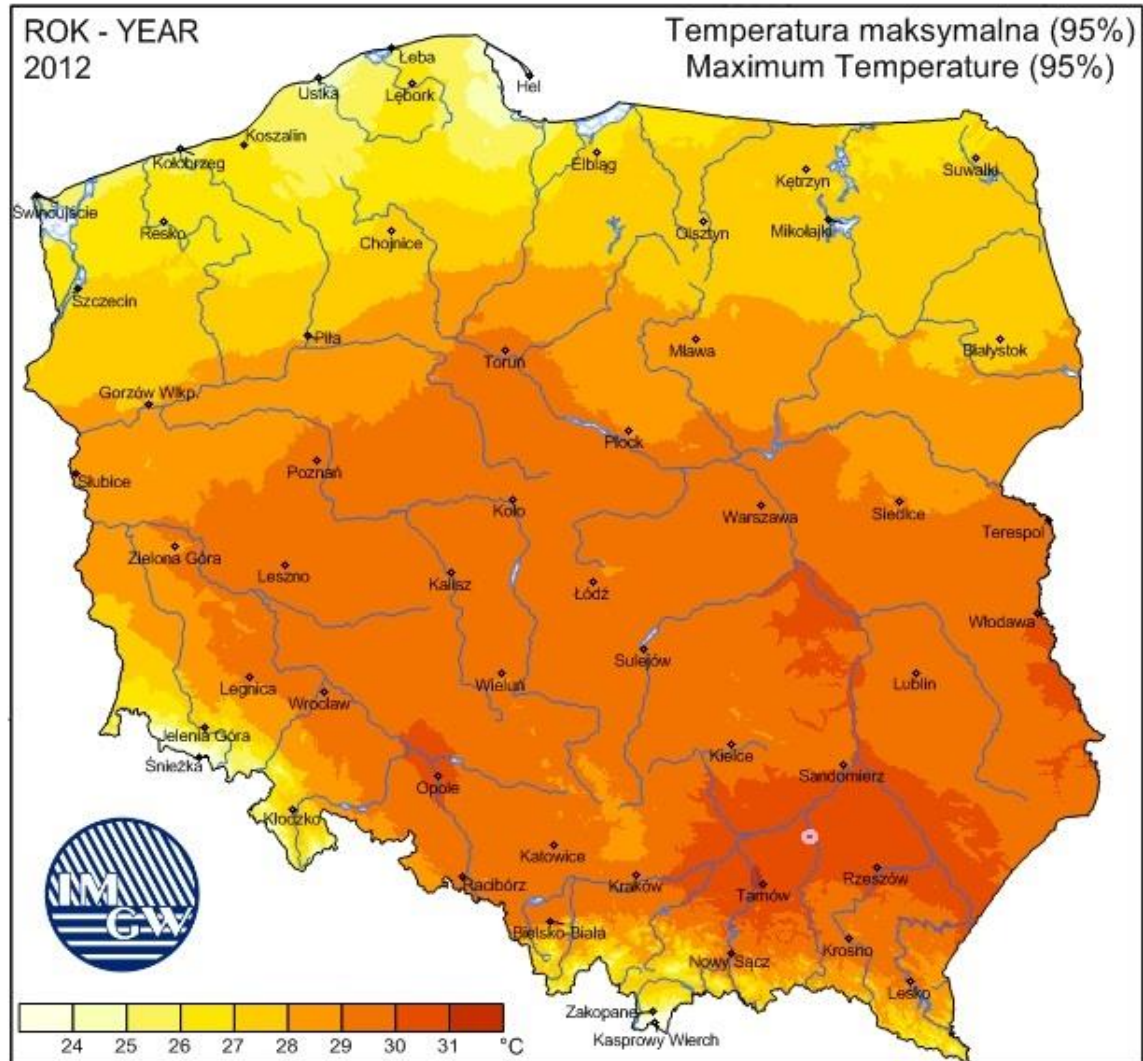 ROK - YEAR
2012
Temperatura maksymalna (95%)
Maximum Temperature (95%)
Łeba
Hel
Ustka
Lębork
Koszalin
Kołobrzeg
Elbląg
Suwałki
Kętrzyn
Świnoujście
Resko
Chojnice
Olsztyn
Mikołajki
Szczecin
Piła
Toruń
Mława
Białystok
Gorzów Wlkp.
Płock
Słubice
Poznań
Koło
Warszawa
Siedlce
Terespol
Zielona Góra
Leszno
Kalisz
Łódź
Włodawa
Sulejów
Legnica
Wrocław
Wieluń
Lublin
Jelenia Góra
Śnieżka
Kielce
Sandomierz
Opole
Kłodzko
Katowice
Kraków
Tarnów
Rzeszów
Racibórz
Bielsko-Biała
Nowy Sącz
Krosno
Lesko
Zakopane
Kasprowy Wierch
IM
GW
24 25 26 27 28 29 30 31 °C